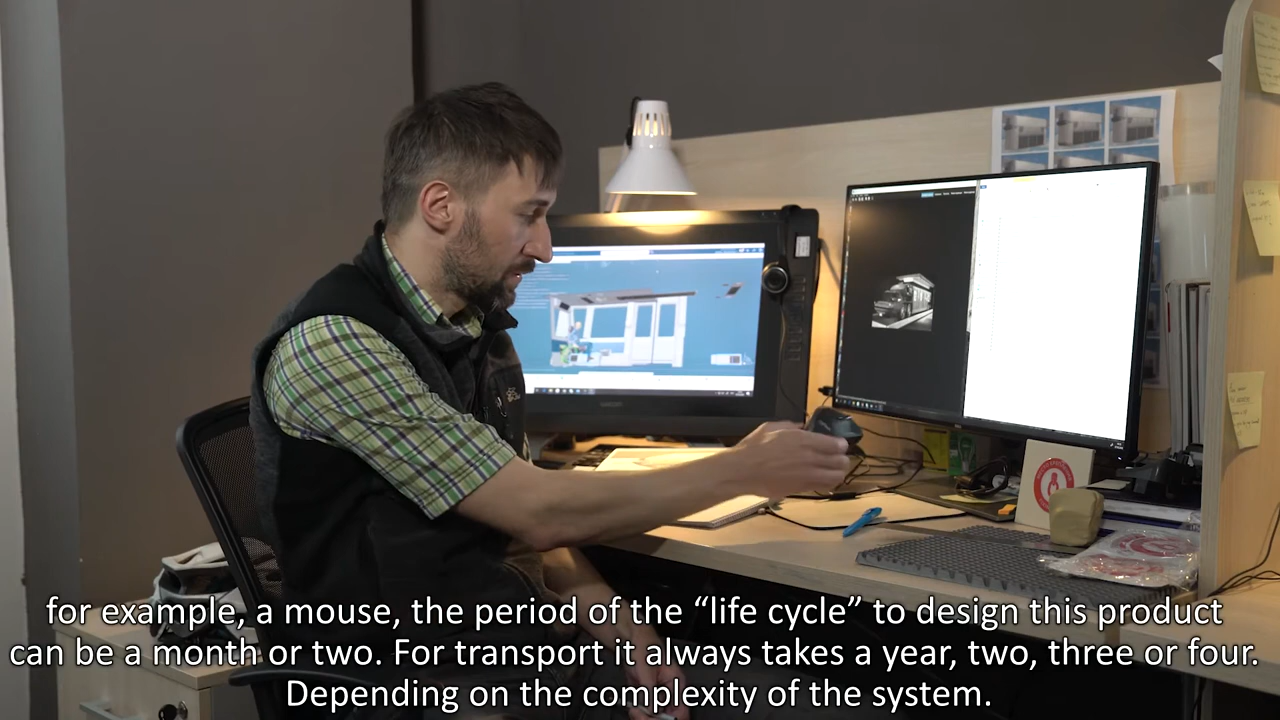 for example, a mouse, the period of the “life cycle” to design this product
can be a month or two. For transport it always takes a year, two, three or four.
Depending on the complexity of the system.